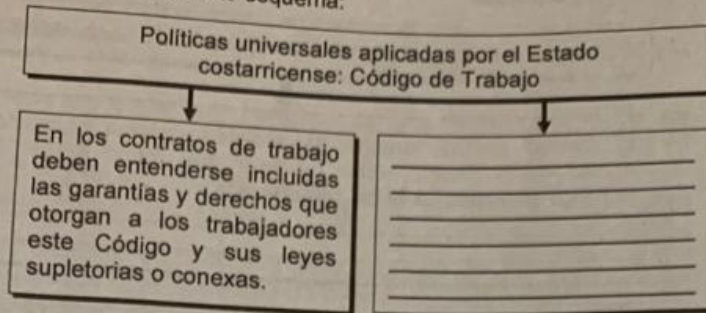 esquema:
Políticas universales aplicadas por el Estado
costarricense: Código de Trabajo
En los contratos de trabajo
deben entenderse incluidas
las garantías y derechos que
otorgan a los trabajadores
este Código y sus leyes
supletorias o conexas.